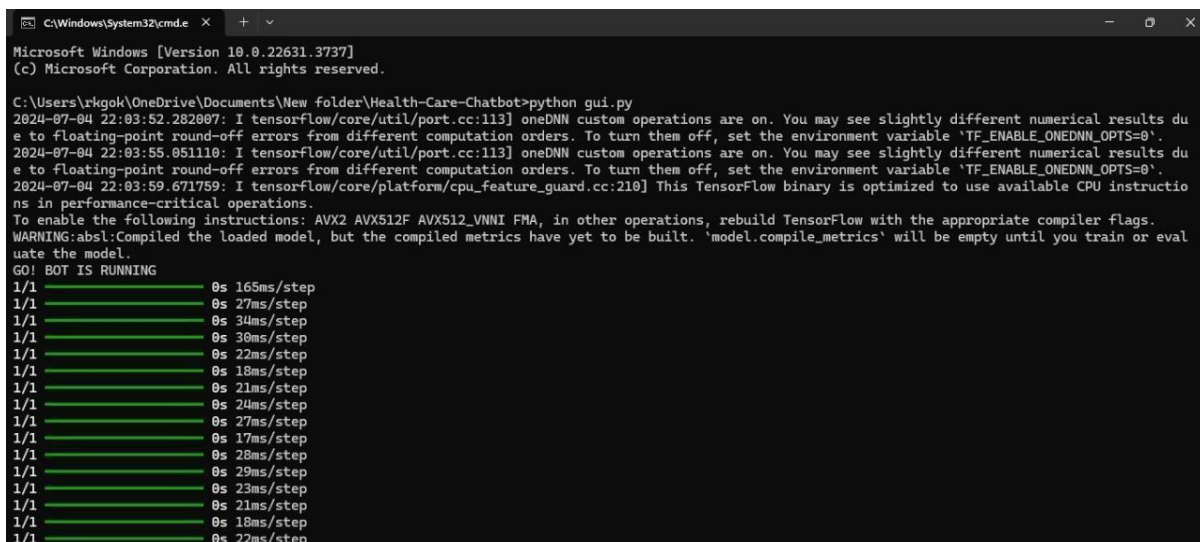 C:\Windows\System32\cmd.e
Microsoft Windows [Version 10.0.22631.3737]
(c) Microsoft Corporation. All rights reserved.
C:\Users\rkgok\OneDrive\Documents\New folder\Health-Care-Chatbot>python gui.py
2024-07-04 22:03:52.282007: I tensorflow/core/util/port.cc:113] oneDNN custom operations are on. You may see slightly different numerical results du
e to floating-point round-off errors from different computation orders. To turn them off, set the environment variable `TF_ENABLE_ONEDNN_OPTS=0`.
2024-07-04 22:03:55.051110: I tensorflow/core/util/port.cc:113] oneDNN custom operations are on. You may see slightly different numerical results du
e to floating-point round-off errors from different computation orders. To turn them off, set the environment variable `TF_ENABLE_ONEDNN_OPTS=0`.
2024-07-04 22:03:59.671759: I tensorflow/core/platform/cpu_feature_guard.cc:210] This TensorFlow binary is optimized to use available CPU instructio
ns in performance-critical operations.
To enable the following instructions: AVX2 AVX512F AVX512_VNNI FMA, in other operations, rebuild TensorFlow with the appropriate compiler flags.
WARNING:absl:Compiled the loaded model, but the compiled metrics have yet to be built. `model.compile_metrics` will be empty until you train or eval
uate the model.
GO! BOT IS RUNNING
1/1 0s 165ms/step
1/1 0s 27ms/step
1/1 0s 34ms/step
1/1 0s 30ms/step
1/1 0s 22ms/step
1/1 0s 18ms/step
1/1 0s 21ms/step
1/1 0s 24ms/step
1/1 0s 27ms/step
1/1 0s 17ms/step
1/1 0s 28ms/step
1/1 0s 29ms/step
1/1 0s 23ms/step
1/1 0s 21ms/step
1/1 0s 18ms/step
1/1 0s 22ms/step